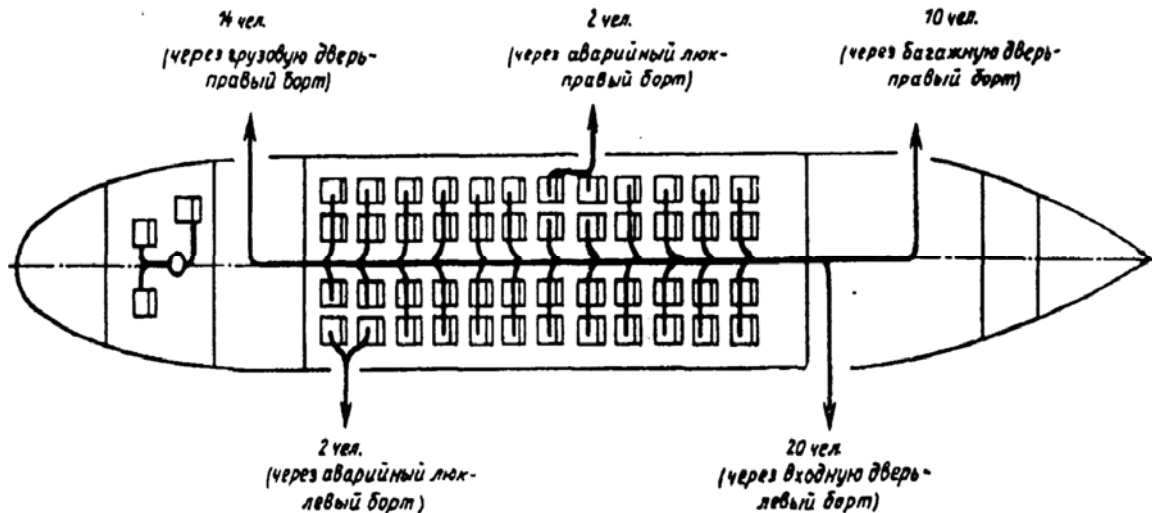 14 чел.
(через грузовую дверь-
правый борт)
2 чел.
(через аварийный люк-
правый борт)
10 чел.
(через багажную дверь-
правый борт)
2 чел.
(через аварийный люк-
левый борт)
20 чел.
(через входную дверь-
левый борт)